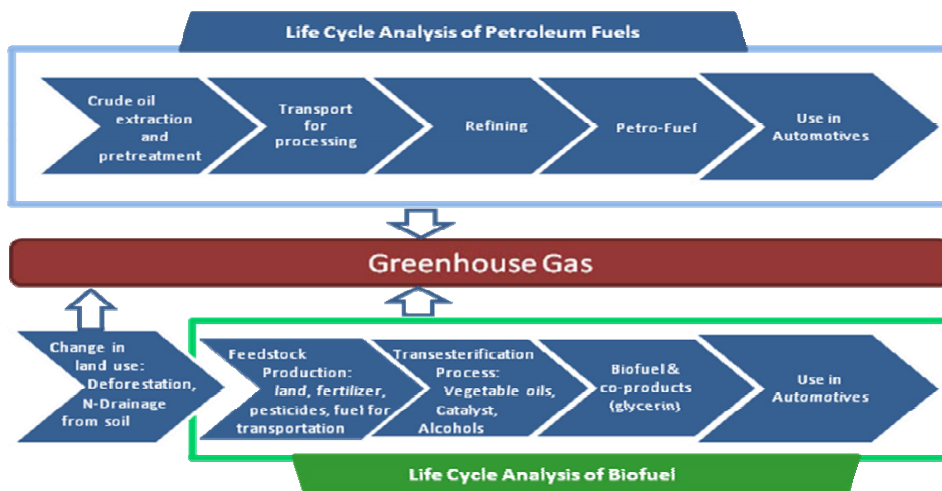 Life Cycle Analysis of Petroleum Fuels
Crude oil
extraction
and
pretreatment
Transport
for
processing
Refining
Petro-Fuel
Use in
Automotives
Greenhouse Gas
Change in
land use:
Deforestation,
N-Drainage
from soil
Feedstock
Production:
land, fertilizer,
pesticides, fuel for
transportation
Transesterification
Process:
Vegetable oils,
Catalyst,
Alcohols
Biofuel &
co-products
(glycerin)
Use in
Automotives
Life Cycle Analysis of Biofuel